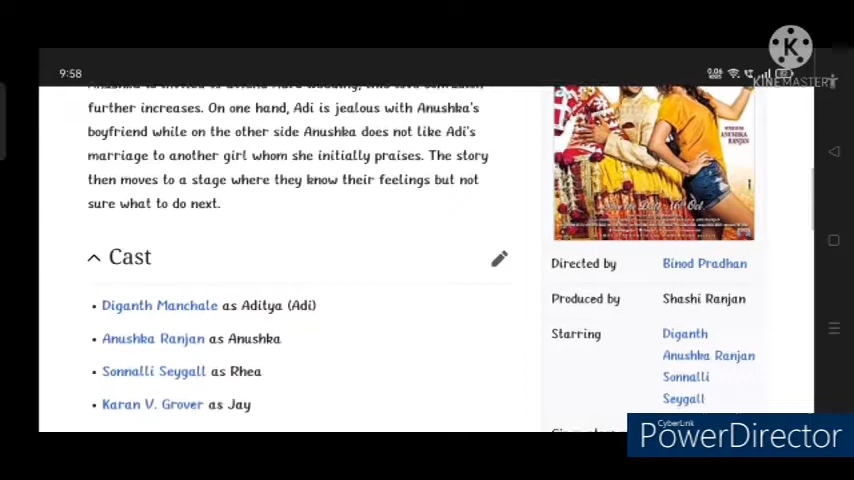 9:58
KINEMASTER
further increases. On one hand, Adi is jealous with Anushka's
boyfriend while on the other side Anushka does not like Adi's
marriage to another girl whom she initially praises. The story
then moves to a stage where they know their feelings but not
sure what to do next.
Cast
• Diganth Manchale as Aditya (Adi)
• Anushka Ranjan as Anushka
• Sonnalli Seygall as Rhea
• Karan V. Grover as Jay
ANUSHKA
RANJAN
Directed by Binod Pradhan
Produced by Shashi Ranjan
Starring Diganth
Anushka Ranjan
Sonnalli
Seygall
CyberLink
PowerDirector